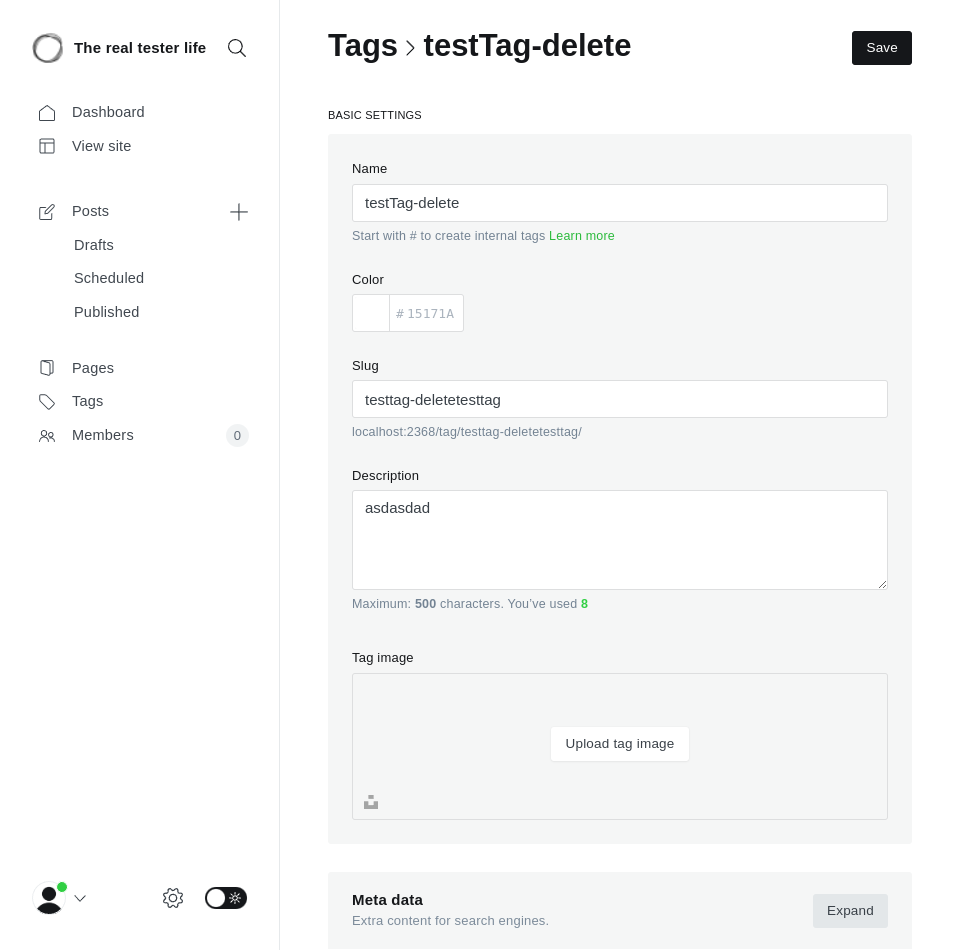 The real tester life
Dashboard
View site
Posts
Drafts
Scheduled
Published
Pages
Tags
Members
0
Tags > testTag-delete
Save
BASIC SETTINGS
Name
testTag-delete
Start with # to create internal tags Learn more
Color
# 15171A
Slug
testtag-deletetesttag
localhost:2368/tag/testtag-deletetesttag/
Description
asdasdad
Maximum: 500 characters. You’ve used 8
Tag image
Upload tag image
Meta data
Extra content for search engines.
Expand